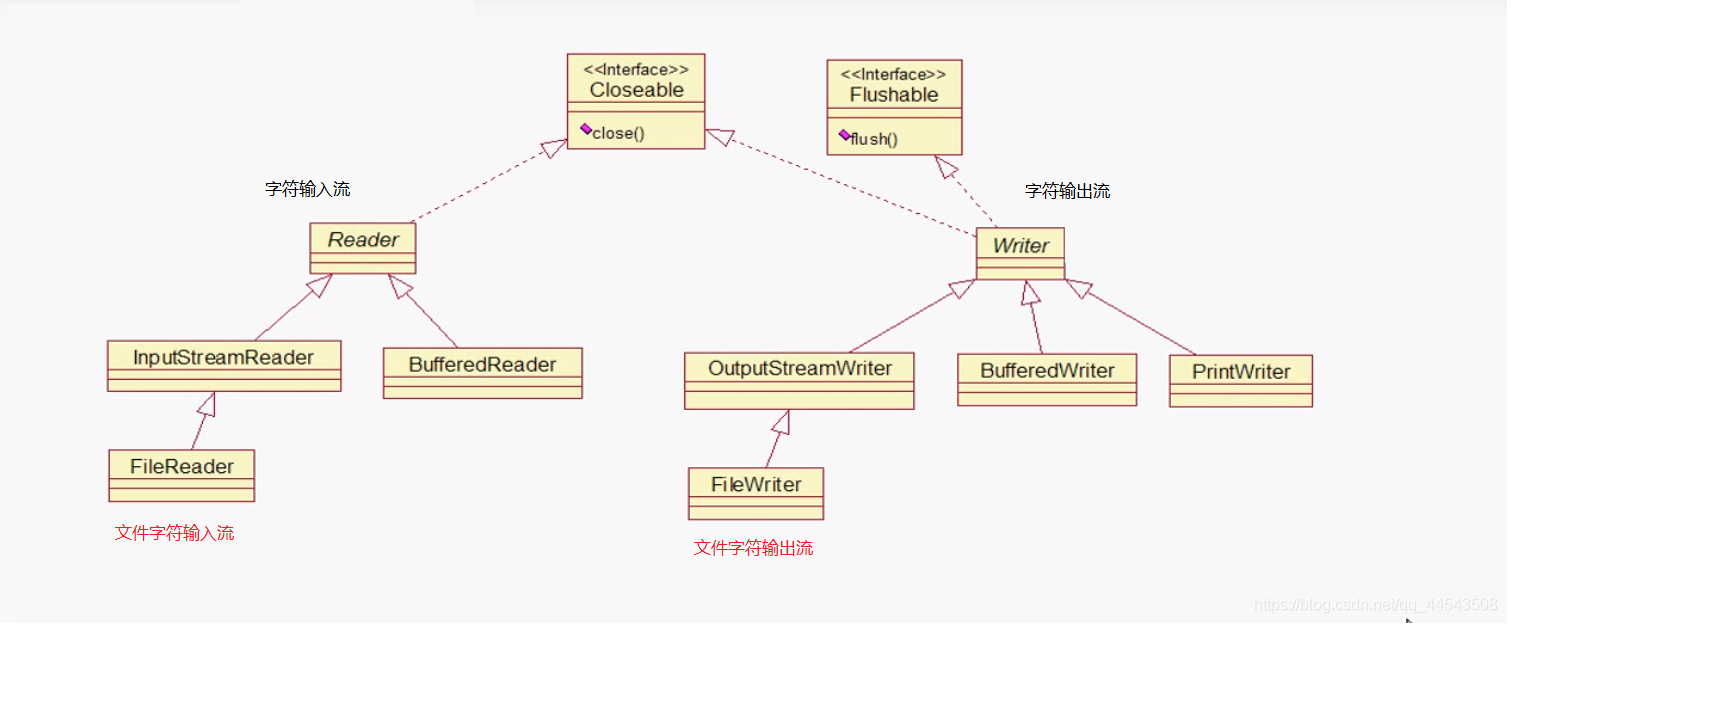 <<Interface>>
Closeable
close()
<<Interface>>
Flushable
flush()
字符输入流
字符输出流
Reader
Writer
InputStreamReader
BufferedReader
OutputStreamWriter
BufferedWriter
PrintWriter
FileReader
FileWriter
文件字符输入流
文件字符输出流
https://blog.csdn.net/qq_44543508